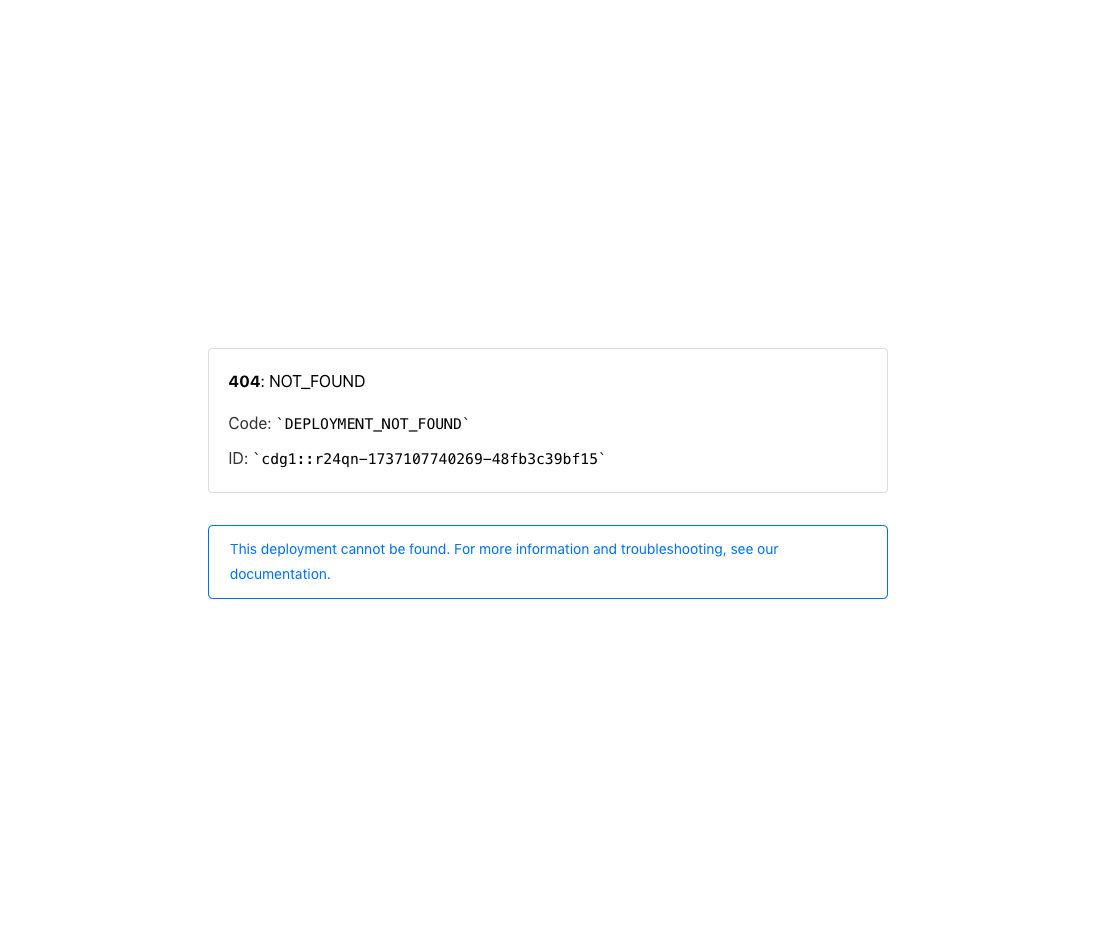 404: NOT_FOUND
Code: `DEPLOYMENT_NOT_FOUND`
ID: `cdg1::r24qn-1737107740269-48fb3c39bf15`
This deployment cannot be found. For more information and troubleshooting, see our
documentation.